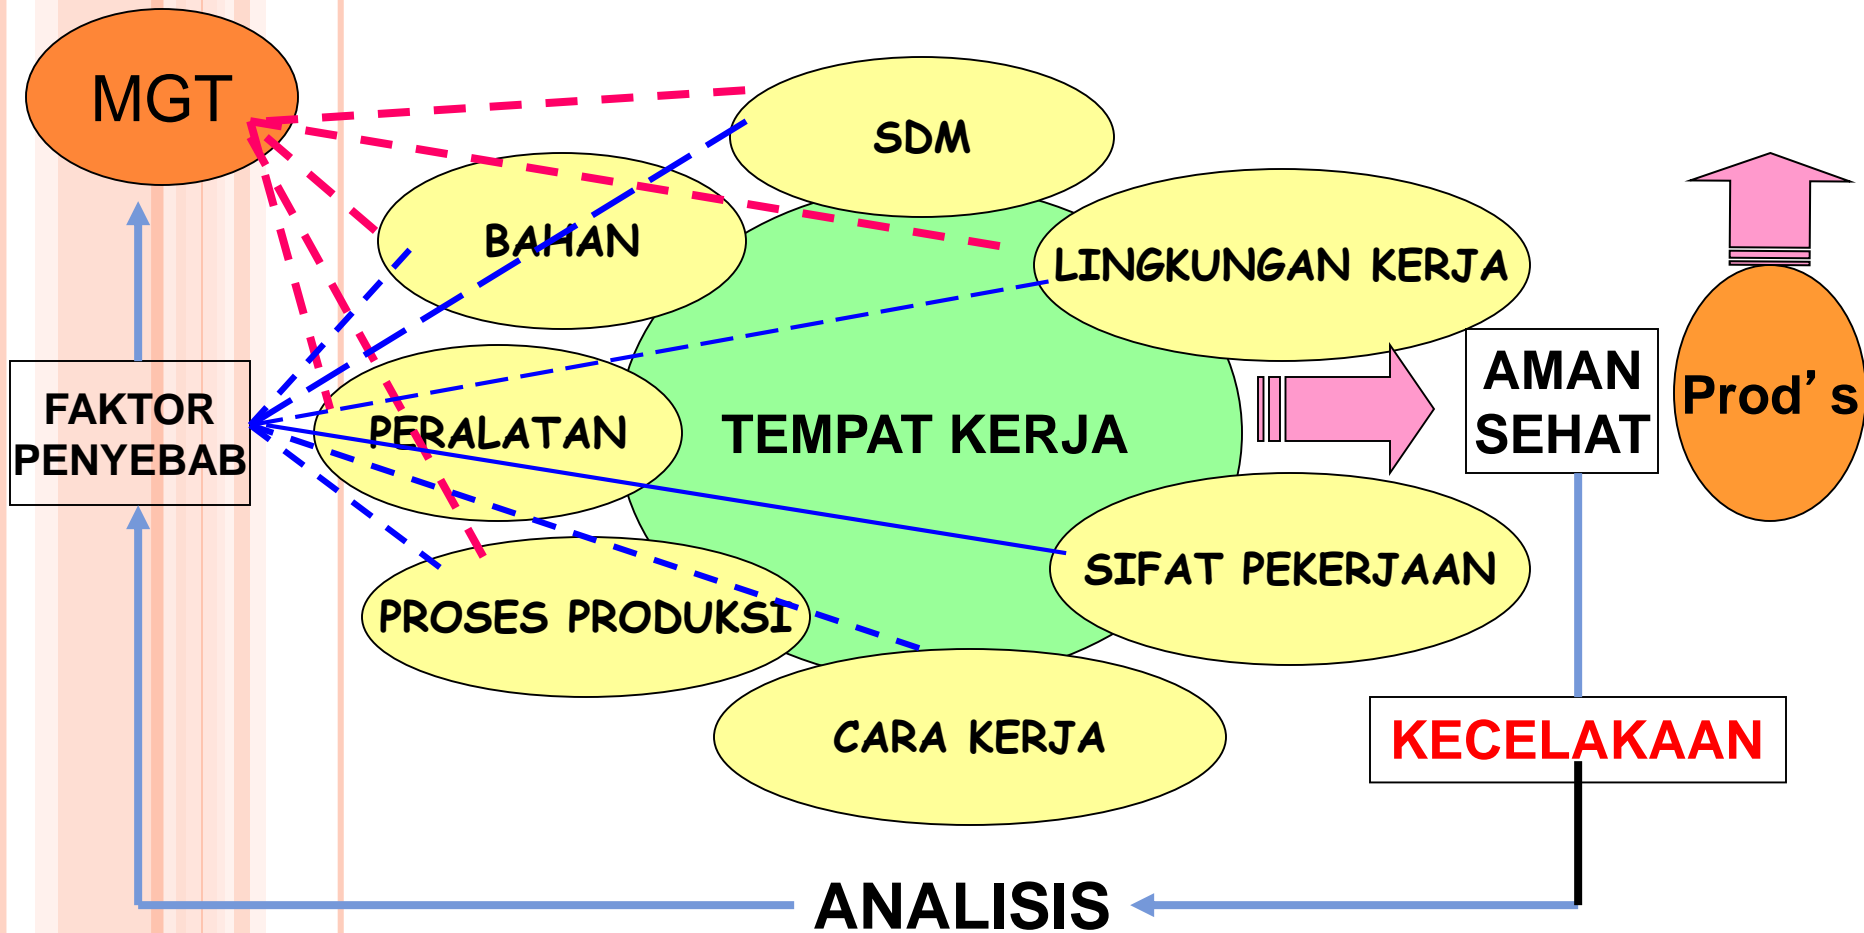 MGT
SDM
BAHAN
LINGKUNGAN KERJA
AMAN
SEHAT
Prod’s
FAKTOR
PENYEBAB
PERALATAN
TEMPAT KERJA
SIFAT PEKERJAAN
PROSES PRODUKSI
CARA KERJA
KECELAKAAN
ANALISIS